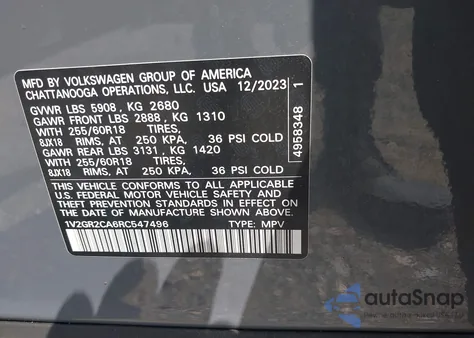 MFD BY VOLKSWAGEN GROUP OF AMERICA
CHATTANOOGA OPERATIONS, LLC. USA 12/2023
GVWR LBS 5908, KG 2680
GAWR FRONT LBS 2888, KG 1310
WITH 255/60R18 TIRES,
8JX18 RIMS, AT 250 KPA, 36 PSI COLD
GAWR REAR LBS 3131, KG 1420
WITH 255/60R18 TIRES,
8JX18 RIMS, AT 250 KPA, 36 PSI COLD
THIS VEHICLE CONFORMS TO ALL APPLICABLE
U.S. FEDERAL MOTOR VEHICLE SAFETY AND
THEFT PREVENTION STANDARDS IN EFFECT ON
THE DATE OF MANUFACTURE SHOWN ABOVE.
1V2GR2CA6RC547496 TYPE: MPV
4958348 1
autoSnap